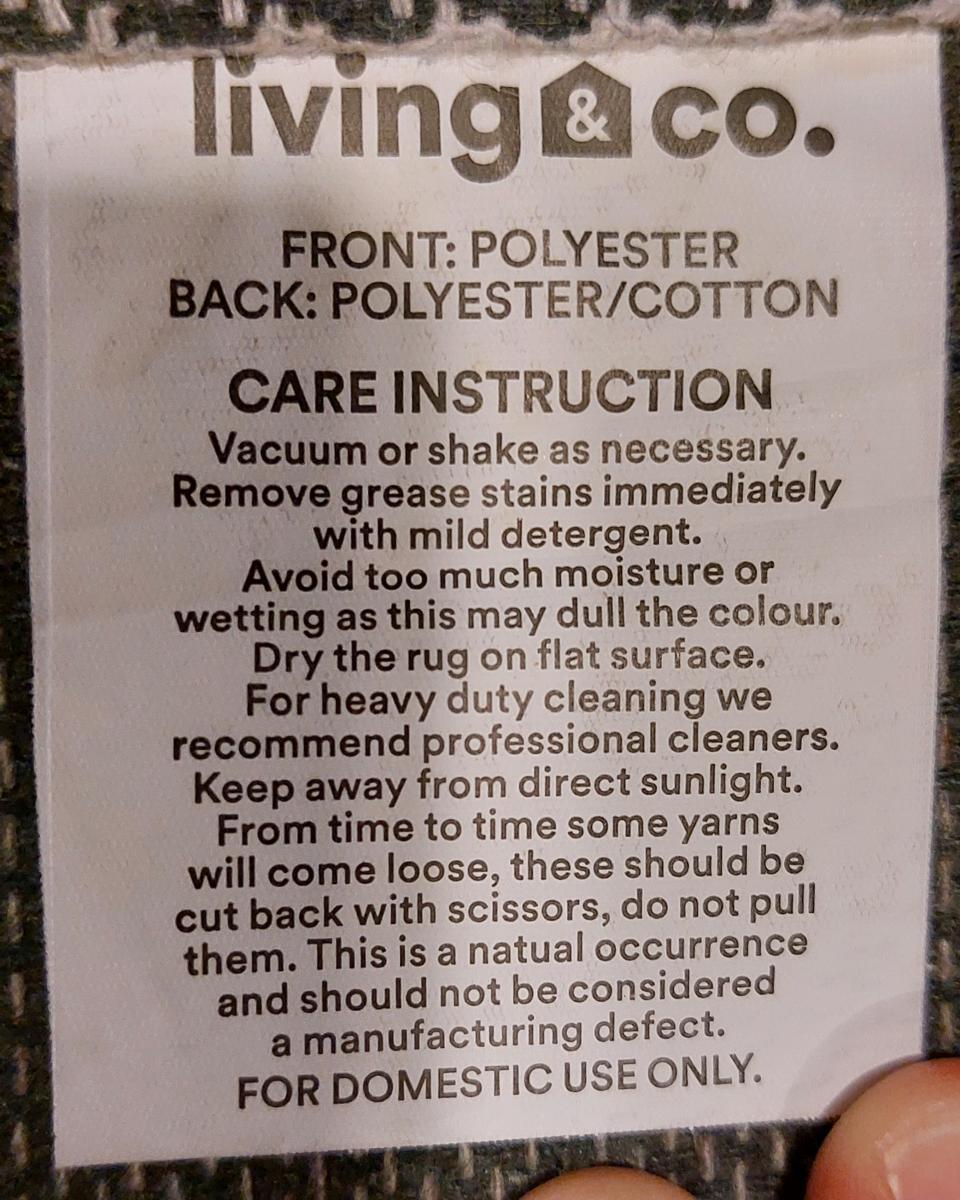 living & co.
FRONT: POLYESTER
BACK: POLYESTER/COTTON
CARE INSTRUCTION
Vacuum or shake as necessary.
Remove grease stains immediately
with mild detergent.
Avoid too much moisture or
wetting as this may dull the colour.
Dry the rug on flat surface.
For heavy duty cleaning we
recommend professional cleaners.
Keep away from direct sunlight.
From time to time some yarns
will come loose, these should be
cut back with scissors, do not pull
them. This is a natual occurrence
and should not be considered
a manufacturing defect.
FOR DOMESTIC USE ONLY.